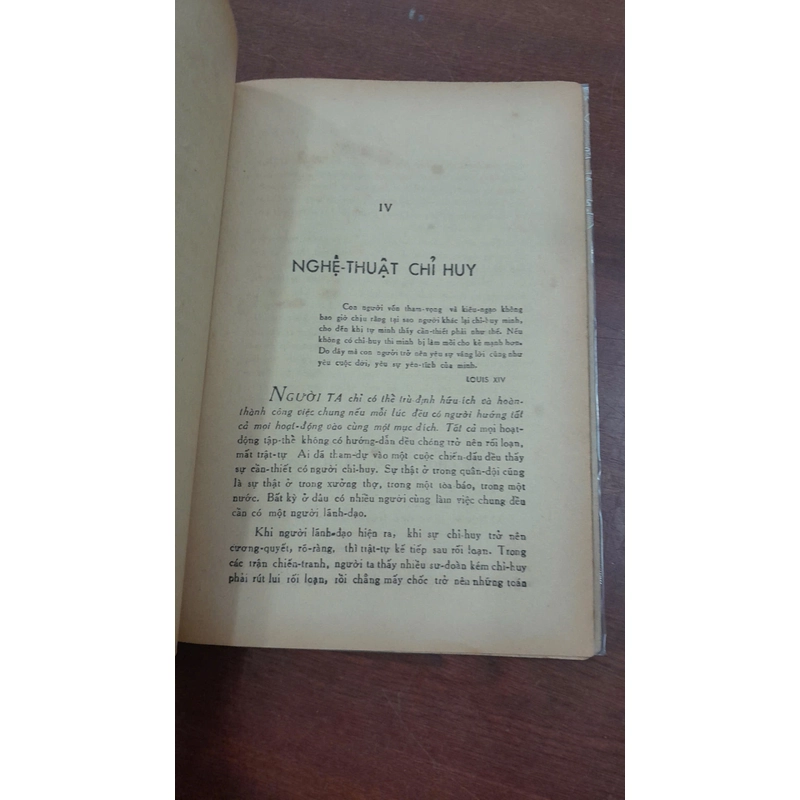 IV
NGHỆ-THUẬT CHỈ HUY
Con người vốn tham-vọng và kiêu-ngạo không
bao giờ chịu rằng tại sao người khác lại chỉ-huy mình,
cho đến khi tự mình thấy cần-thiết phải như thế. Nếu
không có chỉ-huy thì mình bị làm mồi cho kẻ mạnh hơn.
Do đấy mà con người trở nên yêu sự vâng lời cũng như
yêu cuộc đời, yêu sự yên-tĩnh của mình.
LOUIS XIV
NGƯỜI TA chỉ có thể trù định hữu-ích và hoàn-
thành công việc chung nếu mỗi lúc đều có người hướng tất
cả mọi hoạt-động vào cùng một mục đích. Tất cả mọi hoạt-
động tập-thể không có hướng-dẫn đều chóng trở nên rối loạn,
mất trật-tự Ai đã tham-dự vào một cuộc chiến-đấu đều thấy
sự cần-thiết có người chỉ-huy. Sự thật ở trong quân-đội cũng
là sự thật ở trong xưởng thợ, trong một tòa báo, trong một
nước. Bất kỳ ở đâu có nhiều người cùng làm việc chung đều
cần có một người lãnh-đạo.
Khi người lãnh-đạo hiện ra, khi sự chỉ-huy trở nên
cương-quyết, rõ-ràng, thì trật-tự kế tiếp sau rối loạn. Trong
các trận chiến-tranh, người ta thấy nhiều sư-đoàn kém chỉ-huy
phải rút lui rối loạn, rồi chẳng mấy chốc trở nên những toán